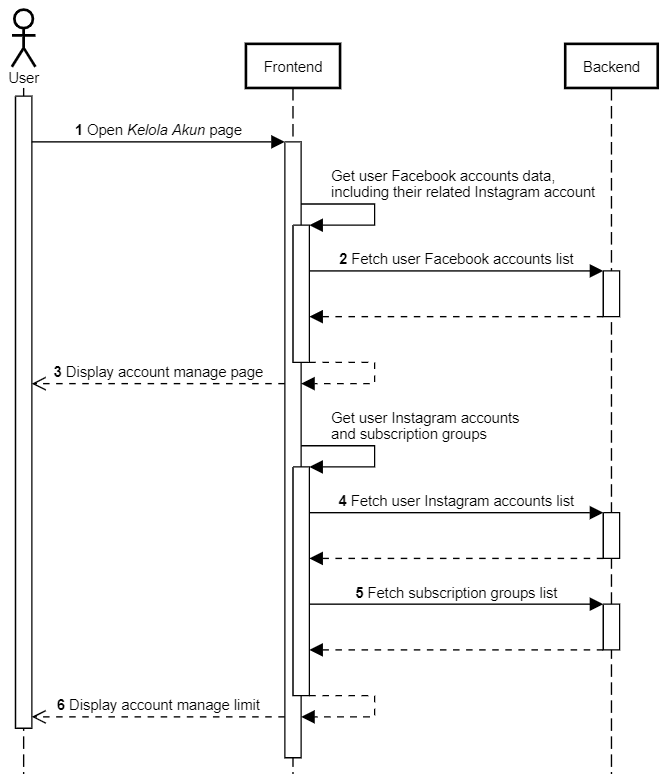 User
Frontend
Backend
1 Open Kelola Akun page
Get user Facebook accounts data,
including their related Instagram account
2 Fetch user Facebook accounts list
3 Display account manage page
Get user Instagram accounts
and subscription groups
4 Fetch user Instagram accounts list
5 Fetch subscription groups list
6 Display account manage limit